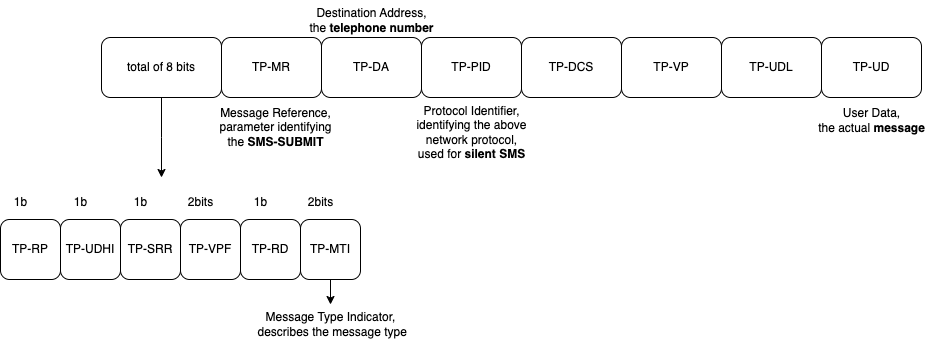 Destination Address,
the telephone number
total of 8 bits
TP-MR
TP-DA
TP-PID
TP-DCS
TP-VP
TP-UDL
TP-UD
Message Reference,
parameter identifying
the SMS-SUBMIT
Protocol Identifier,
identifying the above
network protocol,
used for silent SMS
User Data,
the actual message
1b
1b
1b
2bits
1b
2bits
TP-RP
TP-UDHI
TP-SRR
TP-VPF
TP-RD
TP-MTI
Message Type Indicator,
describes the message type